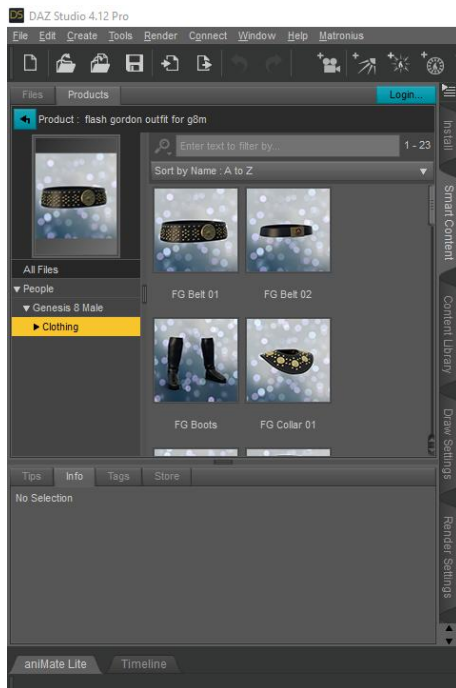 DS DAZ Studio 4.12 Pro
File Edit Create Tools Render Connect Window Help Matronius
Files Products Login...
Product : flash gordon outfit for g8m
Enter text to filter by... 1 - 23
Sort by Name : A to Z
All Files
People
Genesis 8 Male
Clothing
FG Belt 01 FG Belt 02
FG Boots FG Collar 01
Install
Smart Content
Content Library
Draw Settings
Render Settings
Tips Info Tags Store
No Selection
aniMate Lite Timeline